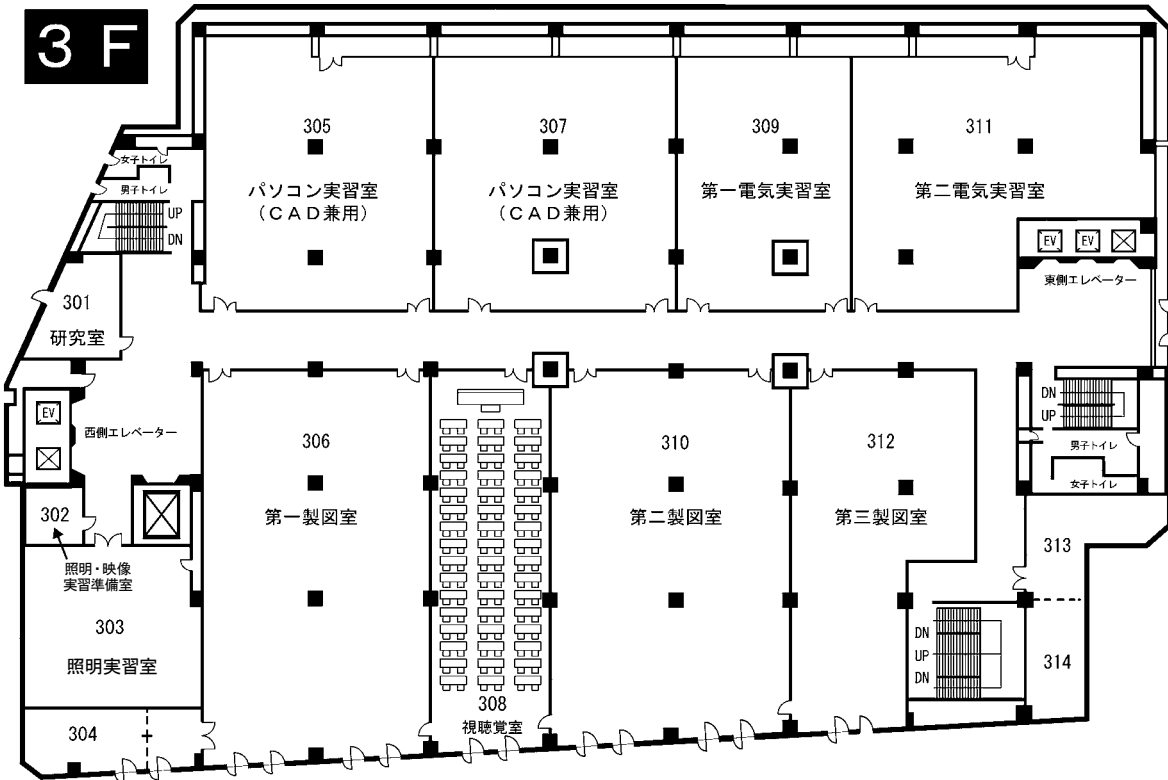 3 F
305
パソコン実習室
(CAD兼用)
307
パソコン実習室
(CAD兼用)
309
第一電気実習室
311
第二電気実習室
女子トイレ
男子トイレ
UP
DN
EV
EV
東側エレベーター
301
研究室
EV
西側エレベーター
306
第一製図室
310
第二製図室
312
第三製図室
DN
UP
男子トイレ
女子トイレ
302
照明・映像
実習準備室
303
照明実習室
304
308
視聴覚室
313
314
DN
UP
DN